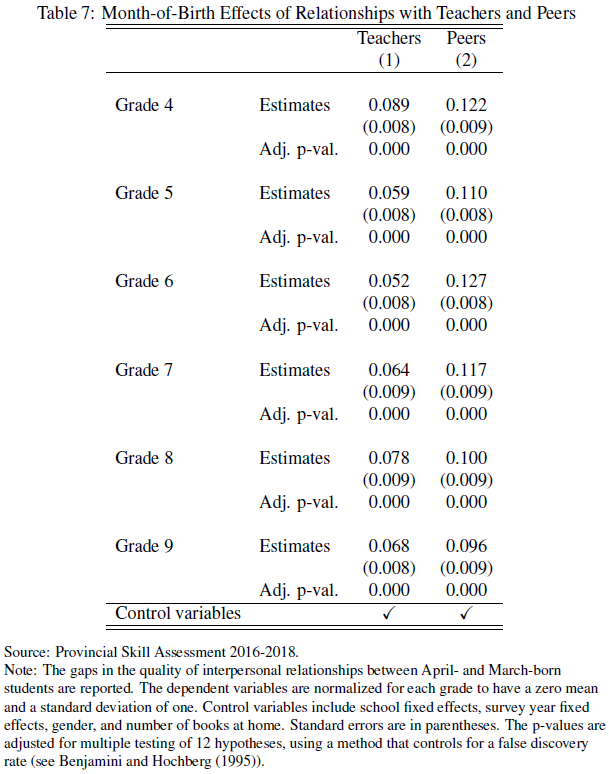 Table 7: Month-of-Birth Effects of Relationships with Teachers and Peers
Teachers Peers
(1) (2)
Grade 4 Estimates 0.089 0.122
(0.008) (0.009)
Adj. p-val. 0.000 0.000
Grade 5 Estimates 0.059 0.110
(0.008) (0.008)
Adj. p-val. 0.000 0.000
Grade 6 Estimates 0.052 0.127
(0.008) (0.008)
Adj. p-val. 0.000 0.000
Grade 7 Estimates 0.064 0.117
(0.009) (0.009)
Adj. p-val. 0.000 0.000
Grade 8 Estimates 0.078 0.100
(0.009) (0.009)
Adj. p-val. 0.000 0.000
Grade 9 Estimates 0.068 0.096
(0.008) (0.009)
Adj. p-val. 0.000 0.000
Control variables ✓ ✓
Source: Provincial Skill Assessment 2016-2018.
Note: The gaps in the quality of interpersonal relationships between April- and March-born
students are reported. The dependent variables are normalized for each grade to have a zero mean
and a standard deviation of one. Control variables include school fixed effects, survey year fixed
effects, gender, and number of books at home. Standard errors are in parentheses. The p-values are
adjusted for multiple testing of 12 hypotheses, using a method that controls for a false discovery
rate (see Benjamini and Hochberg (1995)).